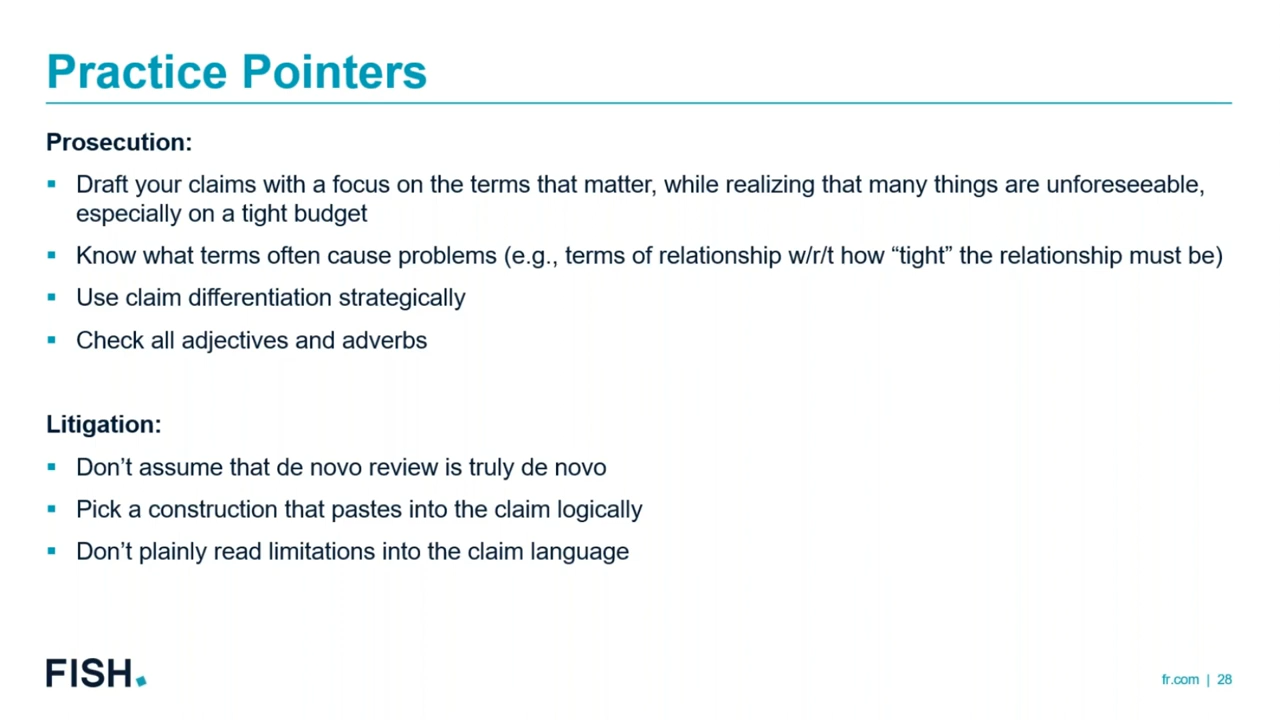 Practice Pointers
Prosecution:
▪ Draft your claims with a focus on the terms that matter, while realizing that many things are unforeseeable,
especially on a tight budget
▪ Know what terms often cause problems (e.g., terms of relationship w/r/t how “tight” the relationship must be)
▪ Use claim differentiation strategically
▪ Check all adjectives and adverbs
Litigation:
▪ Don’t assume that de novo review is truly de novo
▪ Pick a construction that pastes into the claim logically
▪ Don’t plainly read limitations into the claim language
FISH.
fr.com | 28